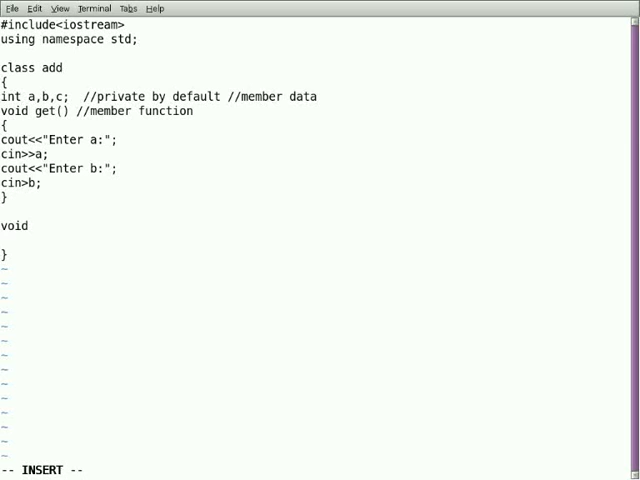 File Edit View Terminal Tabs Help
#include<iostream>
using namespace std;
class add
{
int a,b,c;  //private by default //member data
void get() //member function
{
cout<<"Enter a:";
cin>>a;
cout<<"Enter b:";
cin>b;
}
void
}
~
~
~
~
~
~
~
~
~
~
~
~
~
~
-- INSERT --